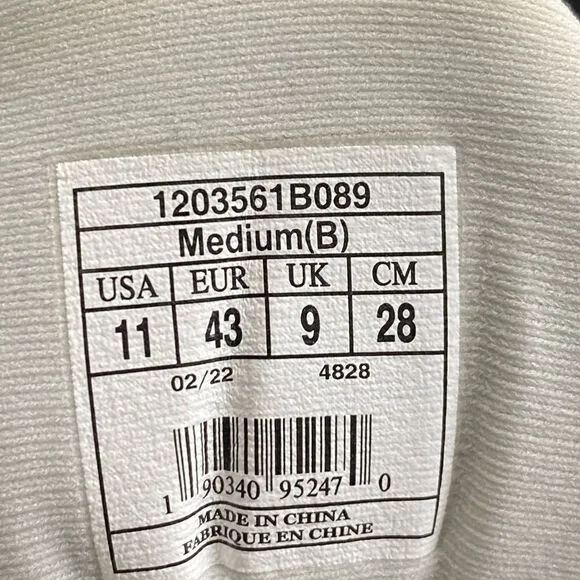 1203561B089
Medium(B)
USA EUR UK CM
11 43 9 28
02/22 4828
1 90340 95247 0
MADE IN CHINA
FABRIQUE EN CHINE